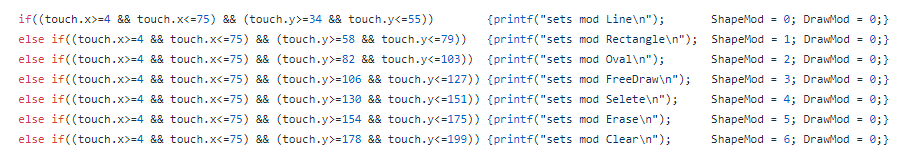 if((touch.x>=4 && touch.x<=75) && (touch.y>=34 && touch.y<=55)) {printf("sets mod Line\n"); ShapeMod = 0; DrawMod = 0;}
else if((touch.x>=4 && touch.x<=75) && (touch.y>=58 && touch.y<=79)) {printf("sets mod Rectangle\n"); ShapeMod = 1; DrawMod = 0;}
else if((touch.x>=4 && touch.x<=75) && (touch.y>=82 && touch.y<=103)) {printf("sets mod Oval\n"); ShapeMod = 2; DrawMod = 0;}
else if((touch.x>=4 && touch.x<=75) && (touch.y>=106 && touch.y<=127)) {printf("sets mod FreeDraw\n"); ShapeMod = 3; DrawMod = 0;}
else if((touch.x>=4 && touch.x<=75) && (touch.y>=130 && touch.y<=151)) {printf("sets mod Selete\n"); ShapeMod = 4; DrawMod = 0;}
else if((touch.x>=4 && touch.x<=75) && (touch.y>=154 && touch.y<=175)) {printf("sets mod Erase\n"); ShapeMod = 5; DrawMod = 0;}
else if((touch.x>=4 && touch.x<=75) && (touch.y>=178 && touch.y<=199)) {printf("sets mod Clear\n"); ShapeMod = 6; DrawMod = 0;}